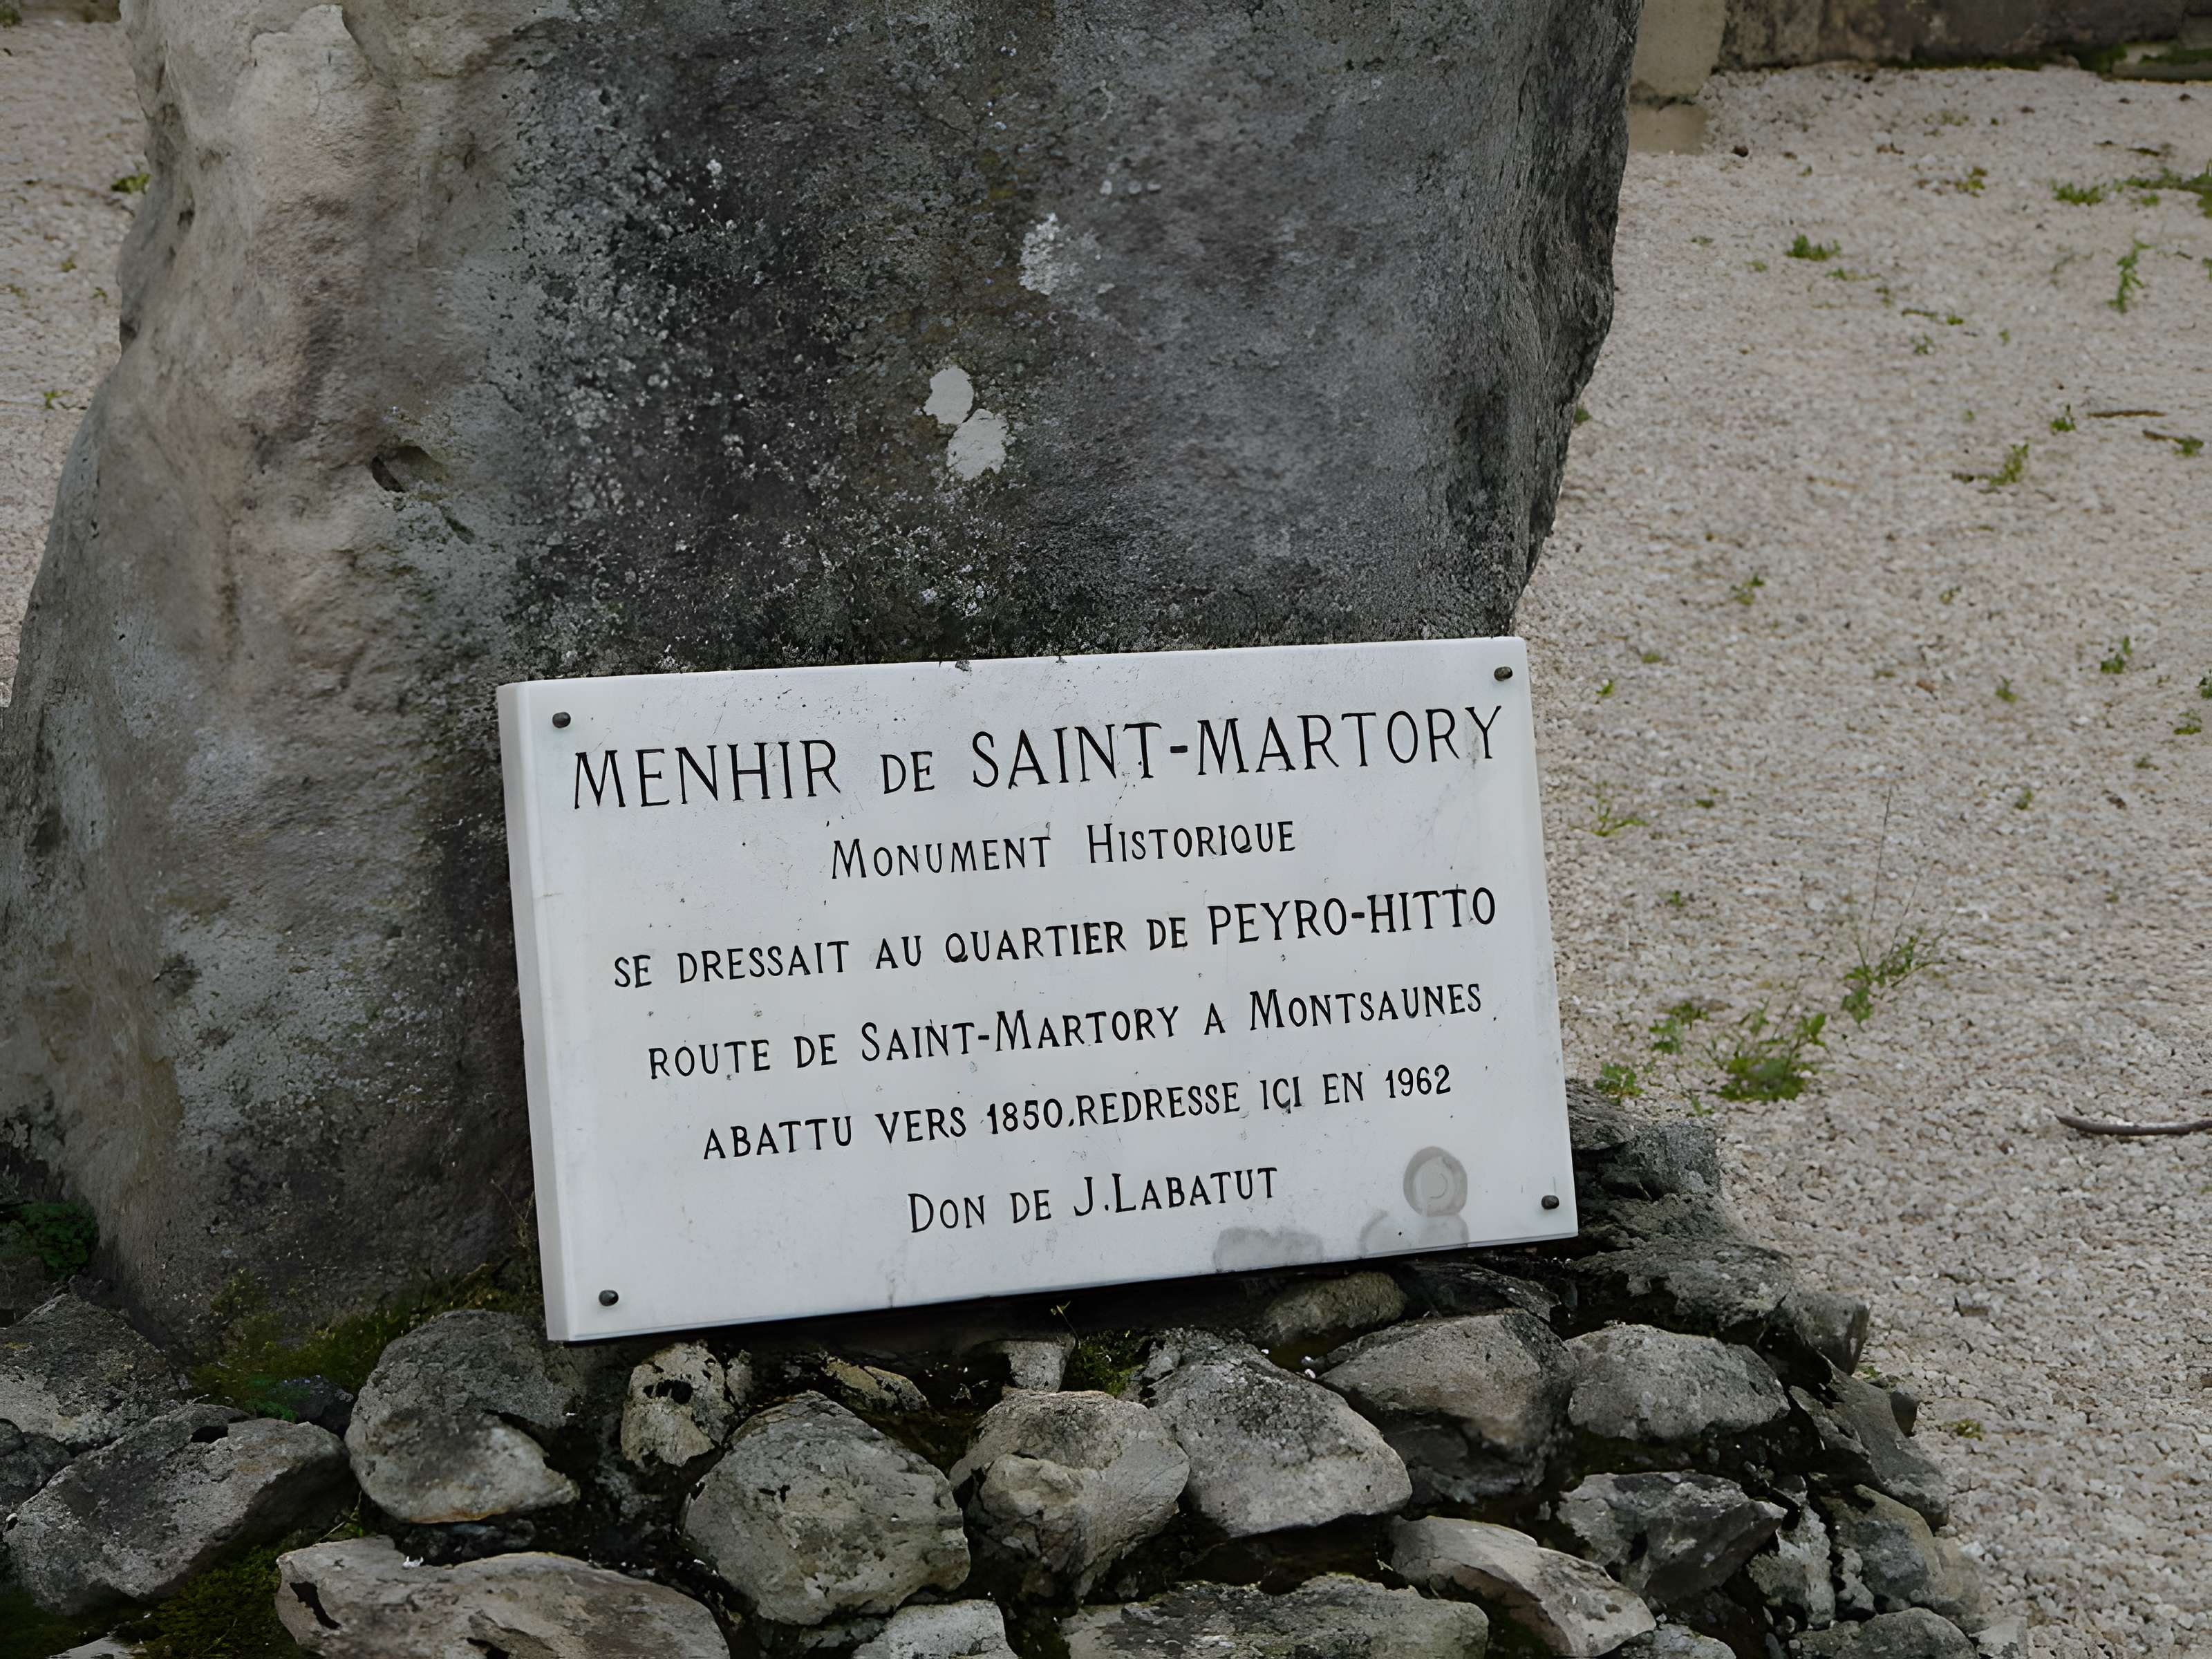 MENHIR DE SAINT-MARTORY
MONUMENT HISTORIQUE
SE DRESSAIT AU QUARTIER DE PEYRO-HITTO
ROUTE DE SAINT-MARTORY A MONTSAUNES.
ABATTU VERS 1850,REDRESSE ICI EN 1962
DON DE J.LABATUT